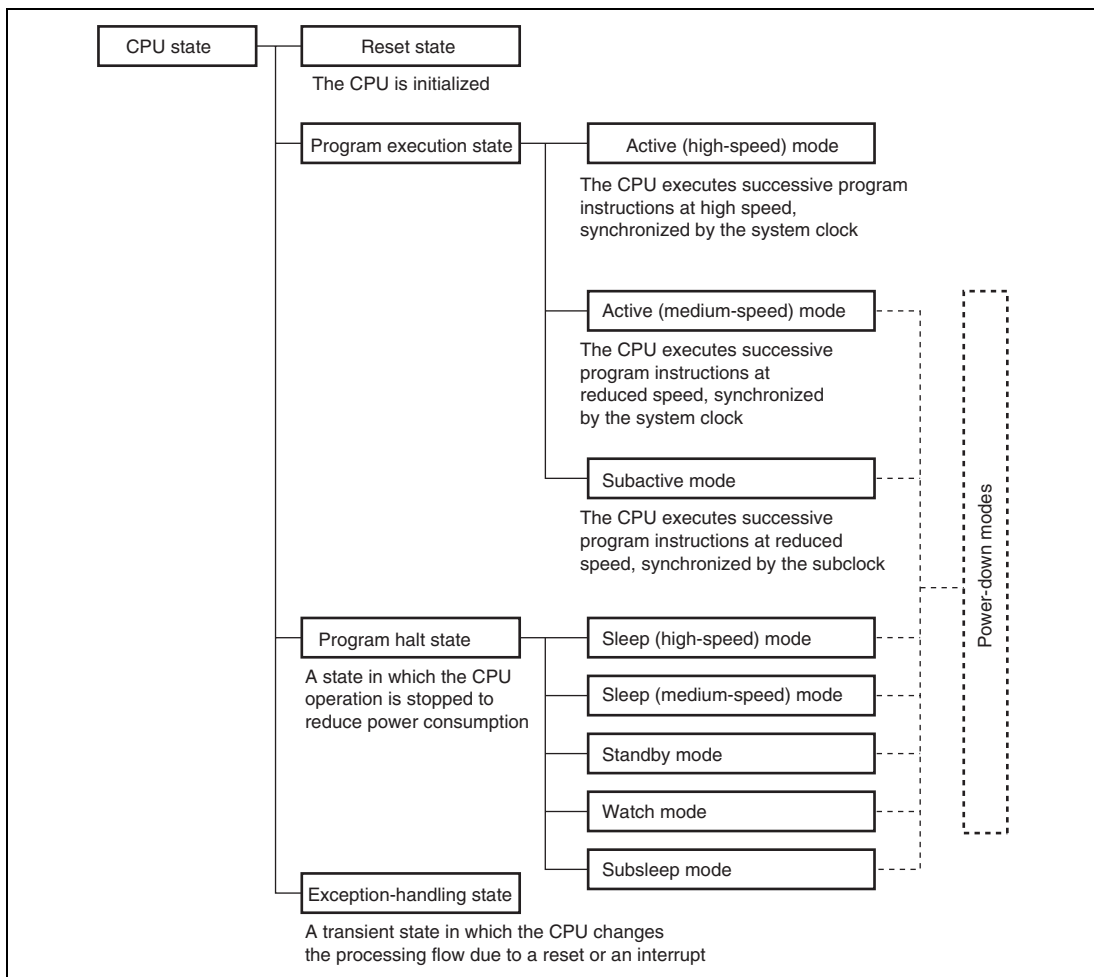 CPU state
Reset state
The CPU is initialized
Program execution state
Active (high-speed) mode
The CPU executes successive program
instructions at high speed,
synchronized by the system clock
Active (medium-speed) mode
The CPU executes successive
program instructions at
reduced speed, synchronized
by the system clock
Subactive mode
The CPU executes successive
program instructions at reduced
speed, synchronized by the subclock
Power-down modes
Program halt state
A state in which the CPU
operation is stopped to
reduce power consumption
Sleep (high-speed) mode
Sleep (medium-speed) mode
Standby mode
Watch mode
Subsleep mode
Exception-handling state
A transient state in which the CPU changes
the processing flow due to a reset or an interrupt